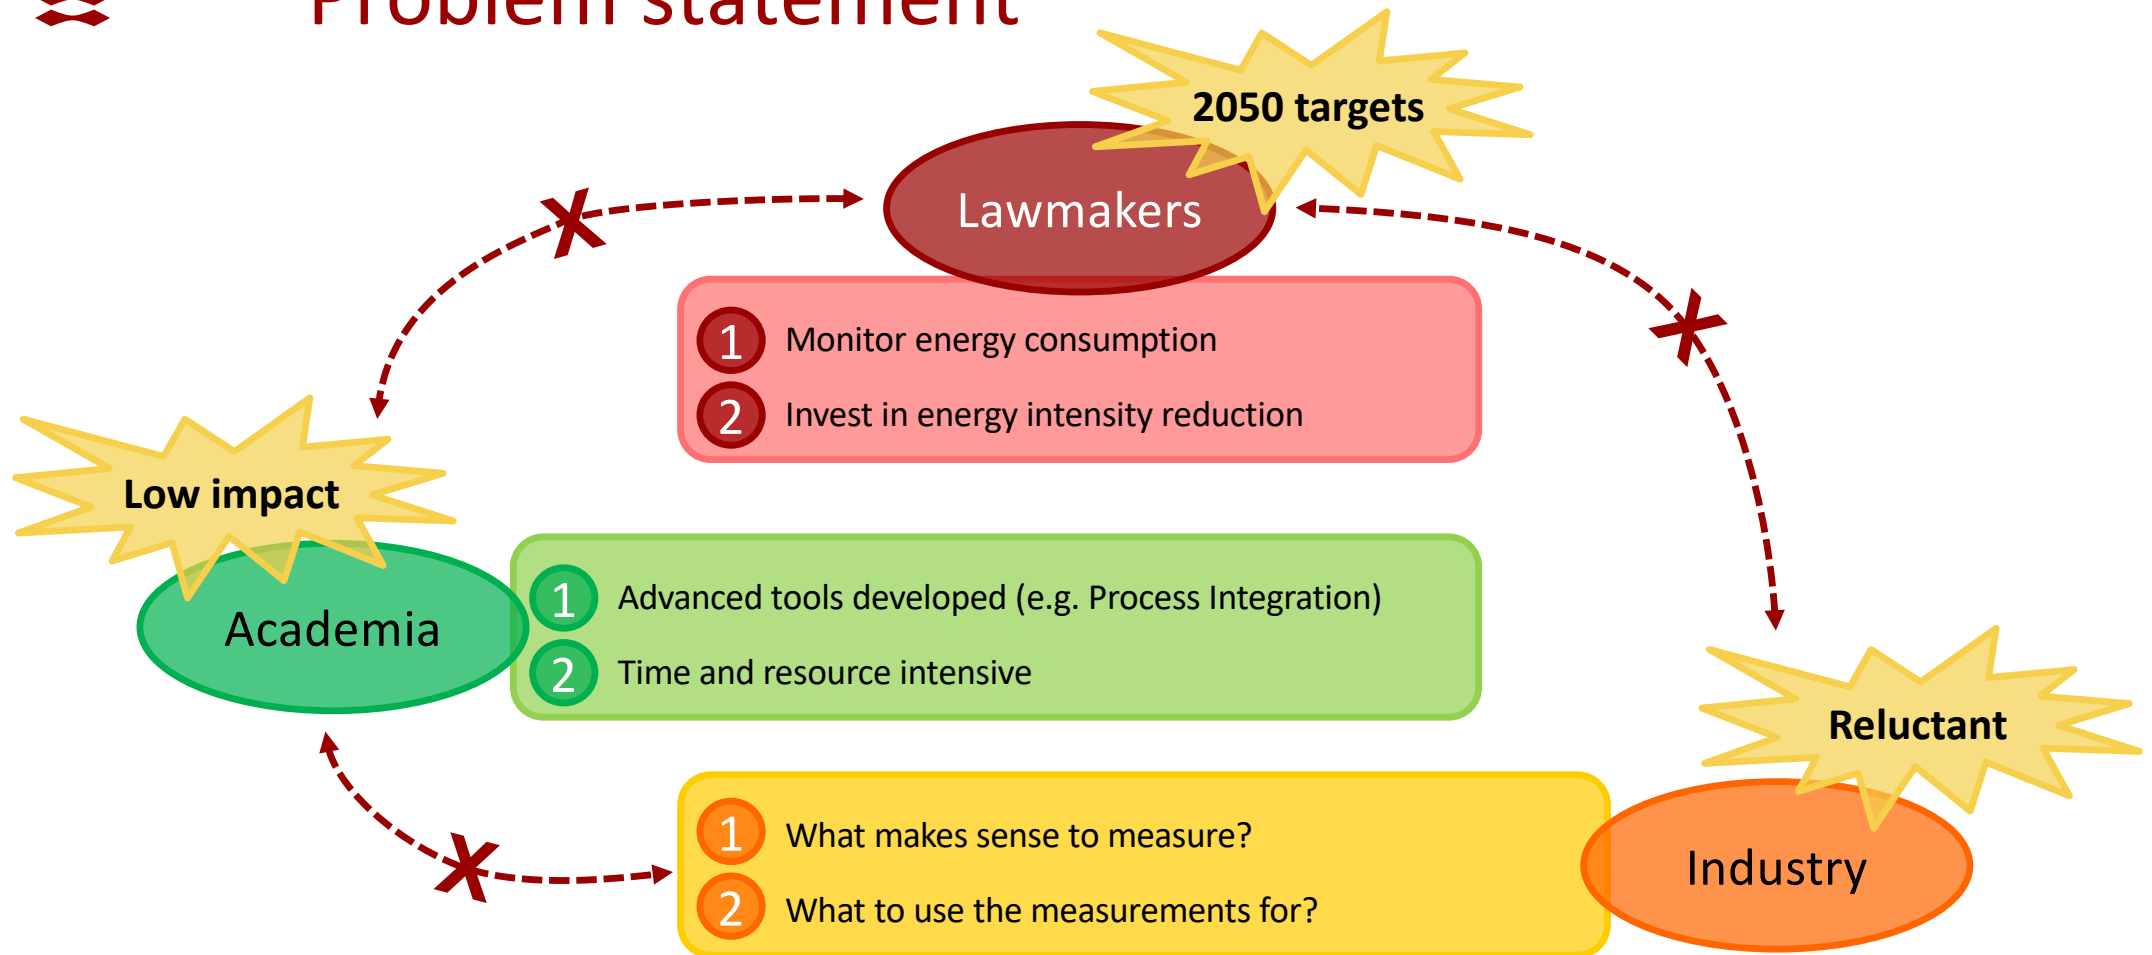 Problem statement
2050 targets
Lawmakers
1 Monitor energy consumption
2 Invest in energy intensity reduction
Low impact
Academia
1 Advanced tools developed (e.g. Process Integration)
2 Time and resource intensive
Reluctant
Industry
1 What makes sense to measure?
2 What to use the measurements for?
X
X
X